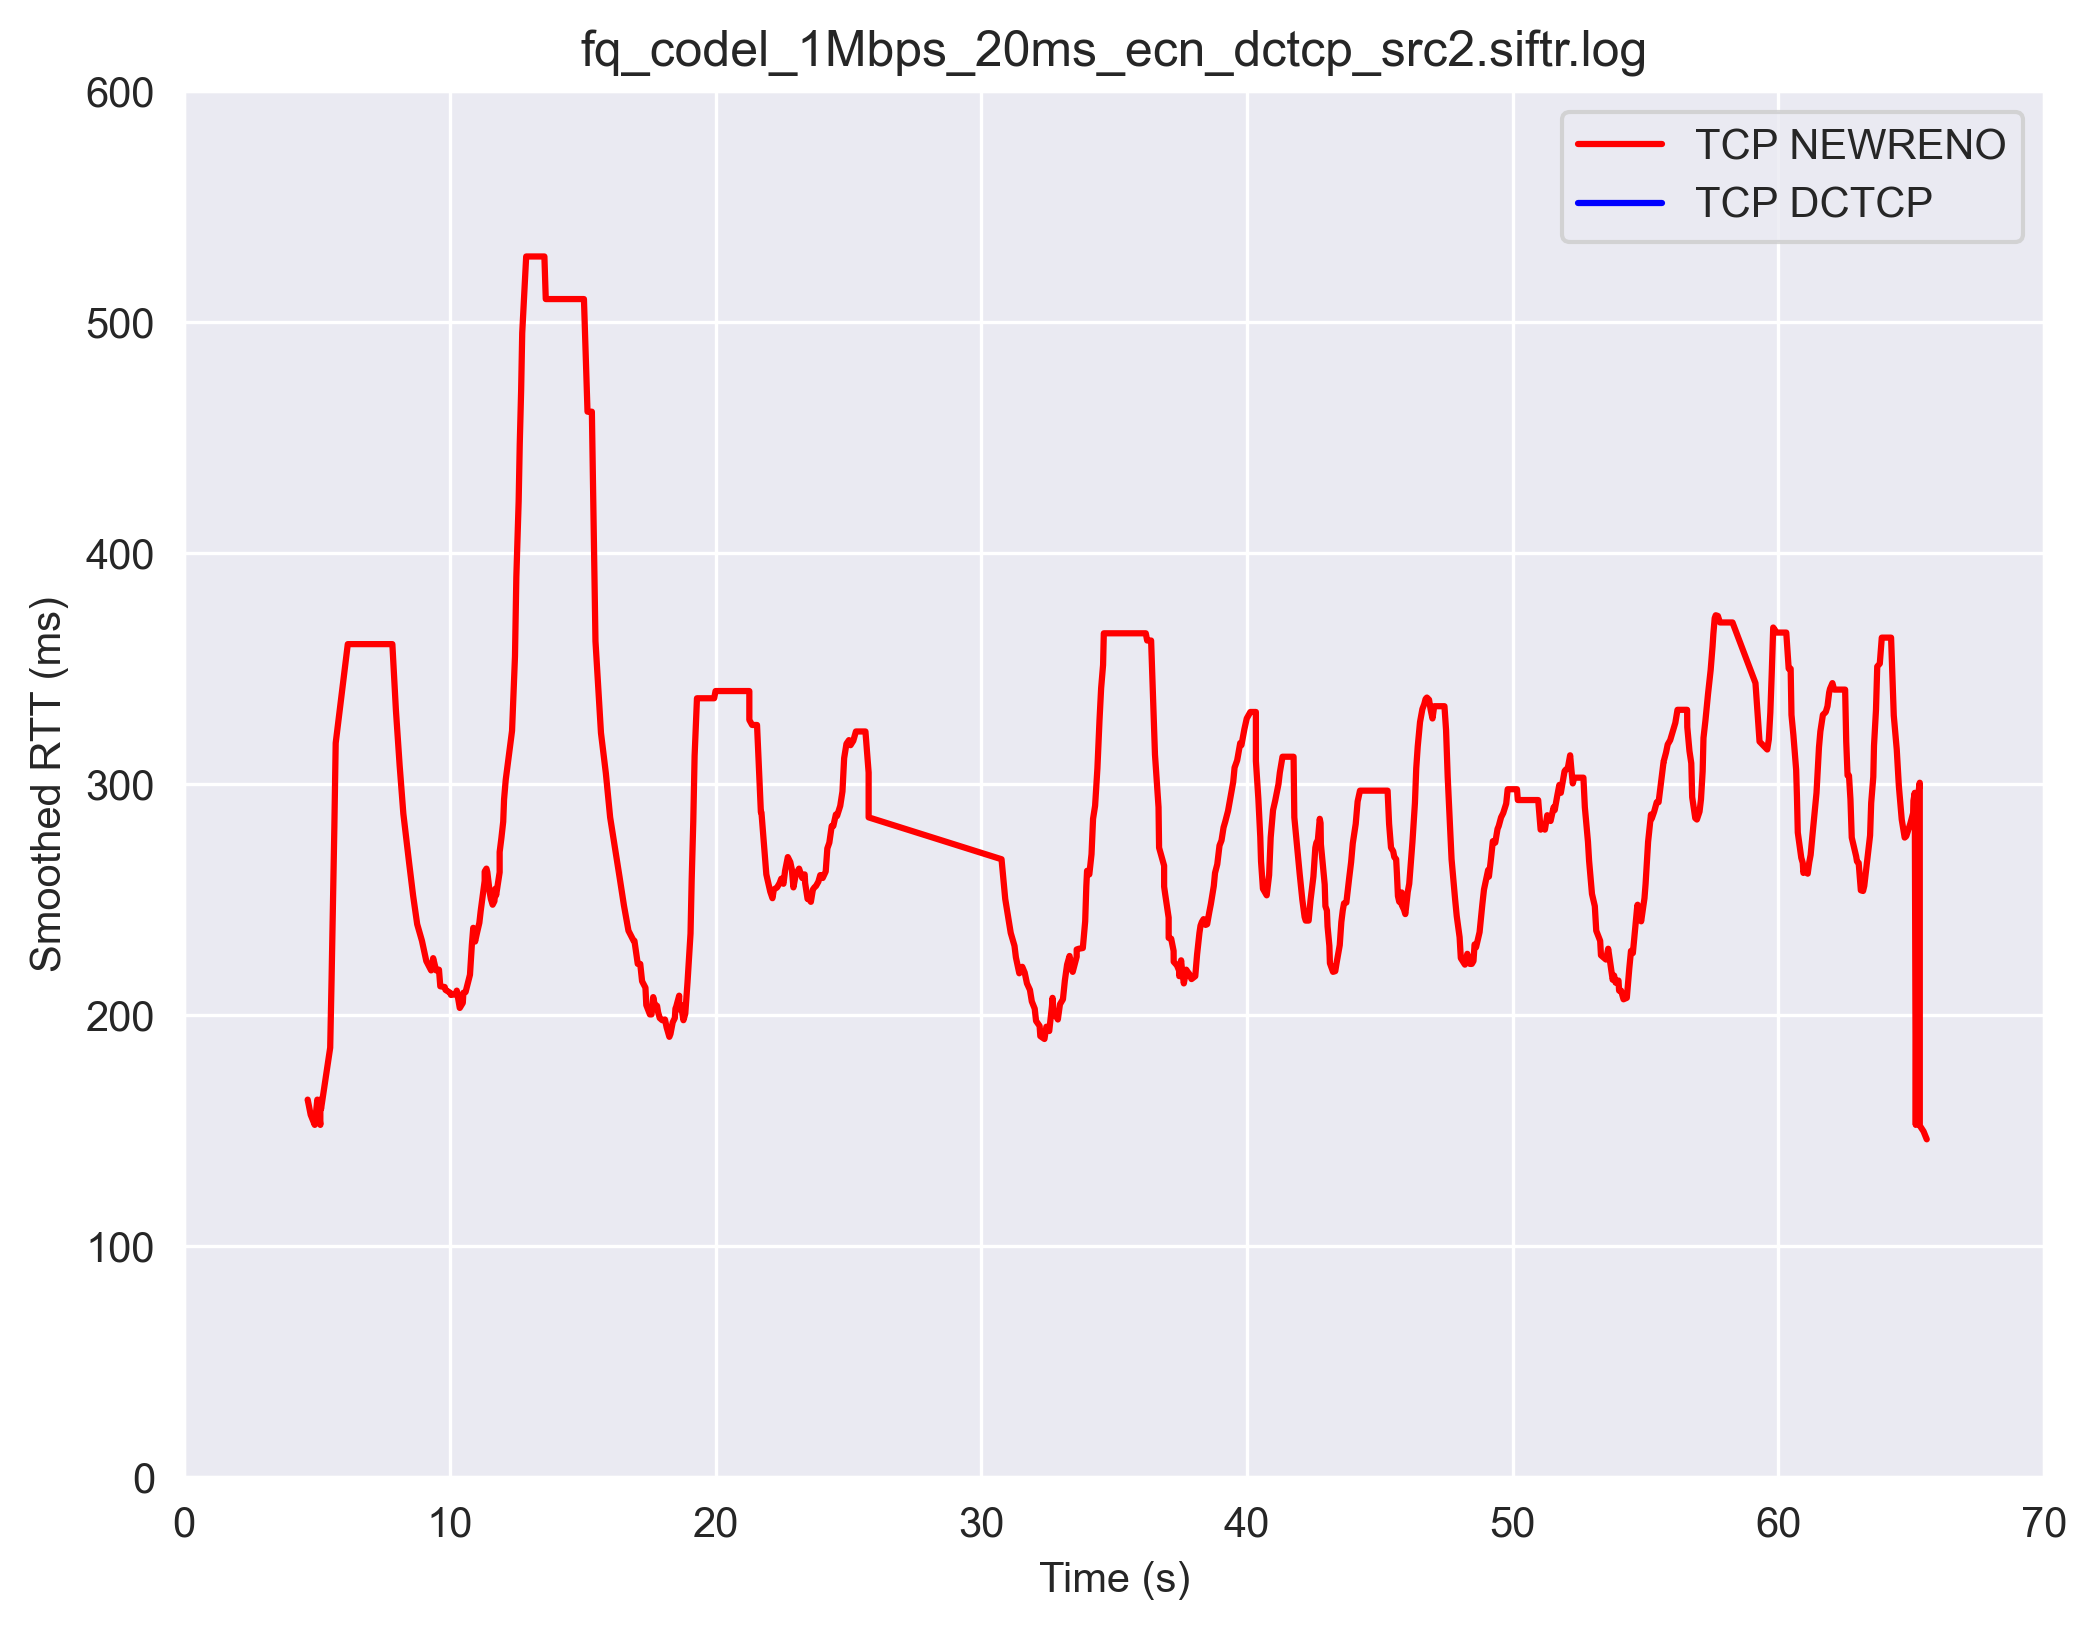 fq_codel_1Mbps_20ms_ecn_dctcp_src2.siftr.log
TCP NEWRENO
TCP DCTCP
Smoothed RTT (ms)
600
500
400
300
200
100
0
0 10 20 30 40 50 60 70
Time (s)